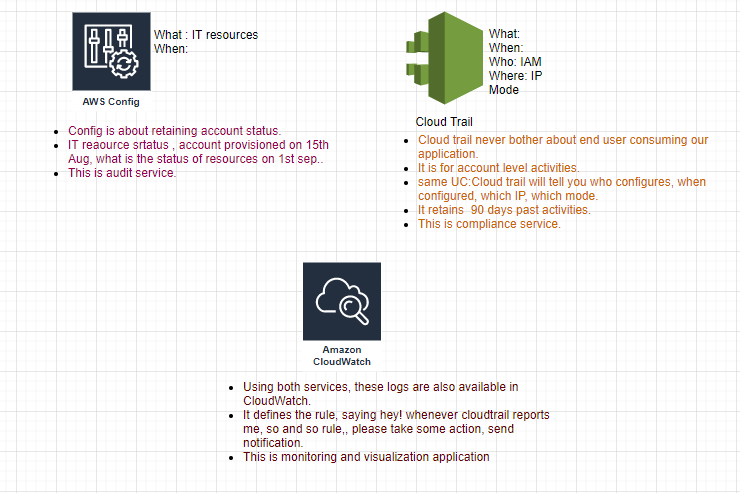 What : IT resources
When:
AWS Config
Config is about retaining account status.
IT reaource srtatus , account provisioned on 15th
Aug, what is the status of resources on 1st sep..
This is audit service.
What:
When:
Who: IAM
Where: IP
Mode
Cloud Trail
Cloud trail never bother about end user consuming our
application.
It is for account level activities.
same UC:Cloud trail will tell you who configures, when
configured, which IP, which mode.
It retains  90 days past activities.
This is compliance service.
Amazon
CloudWatch
Using both services, these logs are also available in
CloudWatch.
It defines the rule, saying hey! whenever cloudtrail reports
me, so and so rule,, please take some action, send
notification.
This is monitoring and visualization application